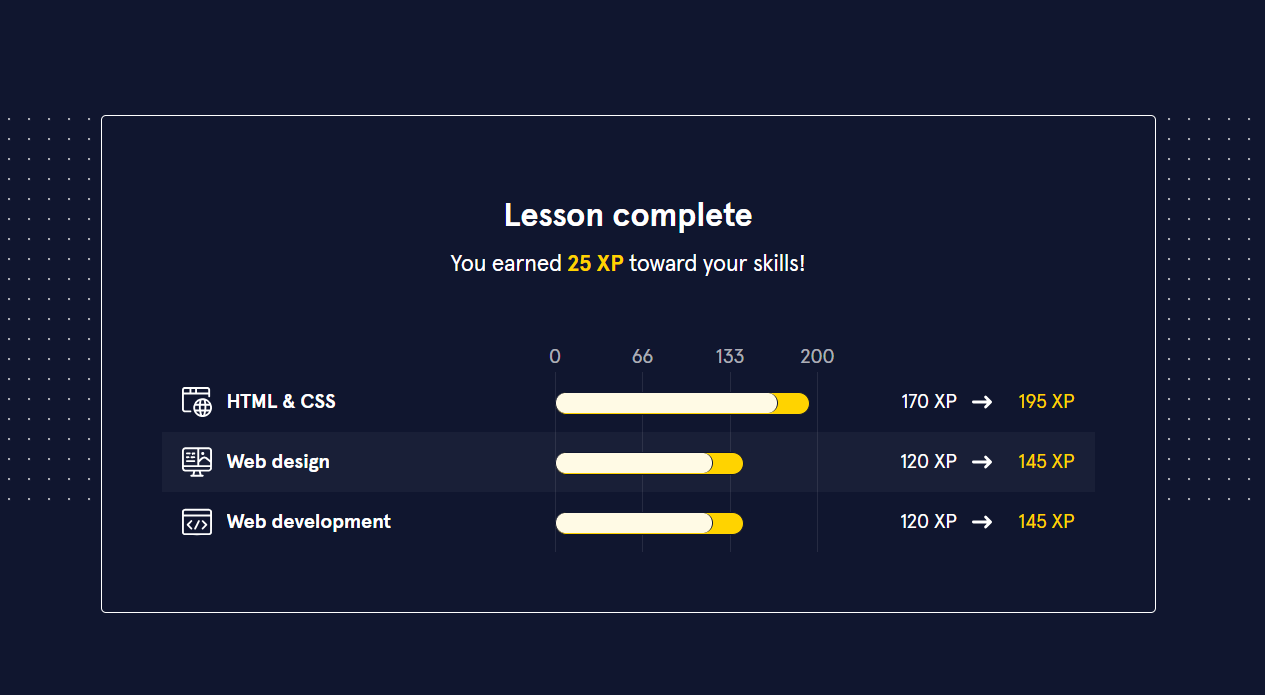 Lesson complete
You earned 25 XP toward your skills!
0 66 133 200
HTML & CSS 170 XP → 195 XP
Web design 120 XP → 145 XP
Web development 120 XP → 145 XP